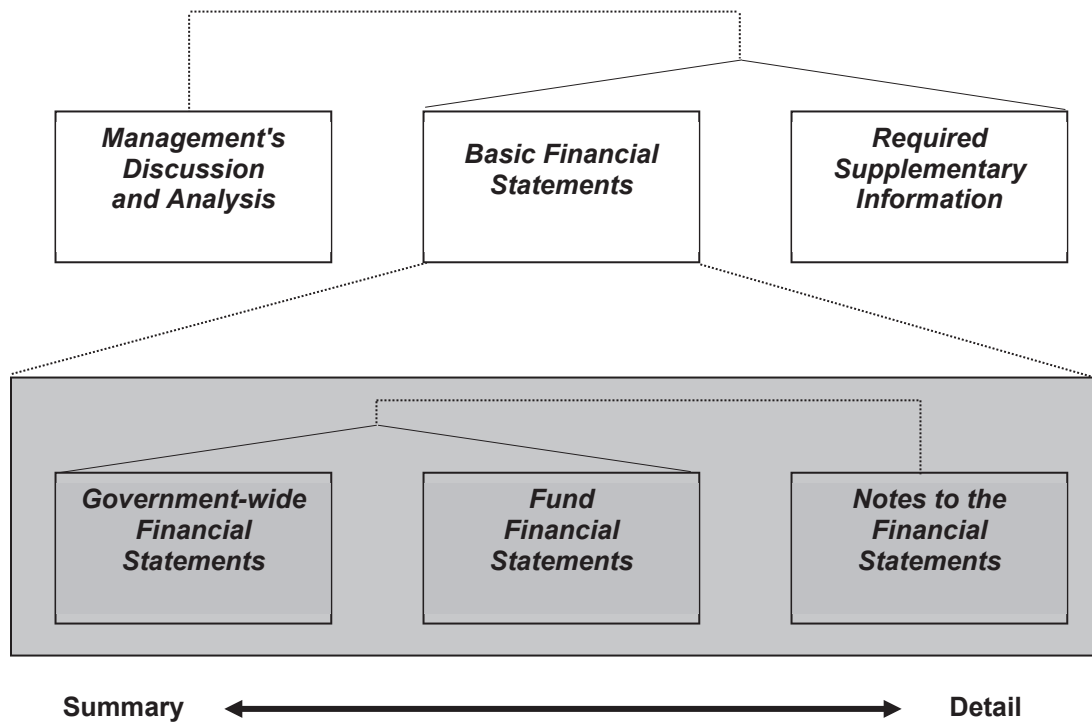 Management's
Discussion
and Analysis
Basic Financial
Statements
Required
Supplementary
Information
Government-wide
Financial
Statements
Fund
Financial
Statements
Notes to the
Financial
Statements
Summary
Detail